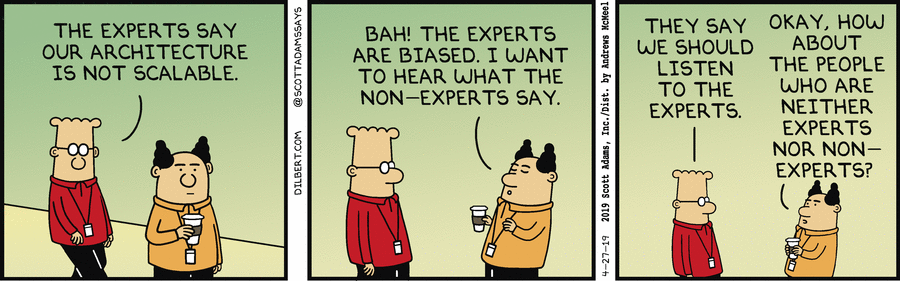 THE EXPERTS SAY
OUR ARCHITECTURE
IS NOT SCALABLE.
DILBERT.COM @SCOTTADAMSSAYS
BAH! THE EXPERTS
ARE BIASED. I WANT
TO HEAR WHAT THE
NON–EXPERTS SAY.
4-27-19 2019 Scott Adams, Inc./Dist. by Andrews McMeel
THEY SAY
WE SHOULD
LISTEN
TO THE
EXPERTS.
OKAY, HOW
ABOUT
THE PEOPLE
WHO ARE
NEITHER
EXPERTS
NOR NON–
EXPERTS?